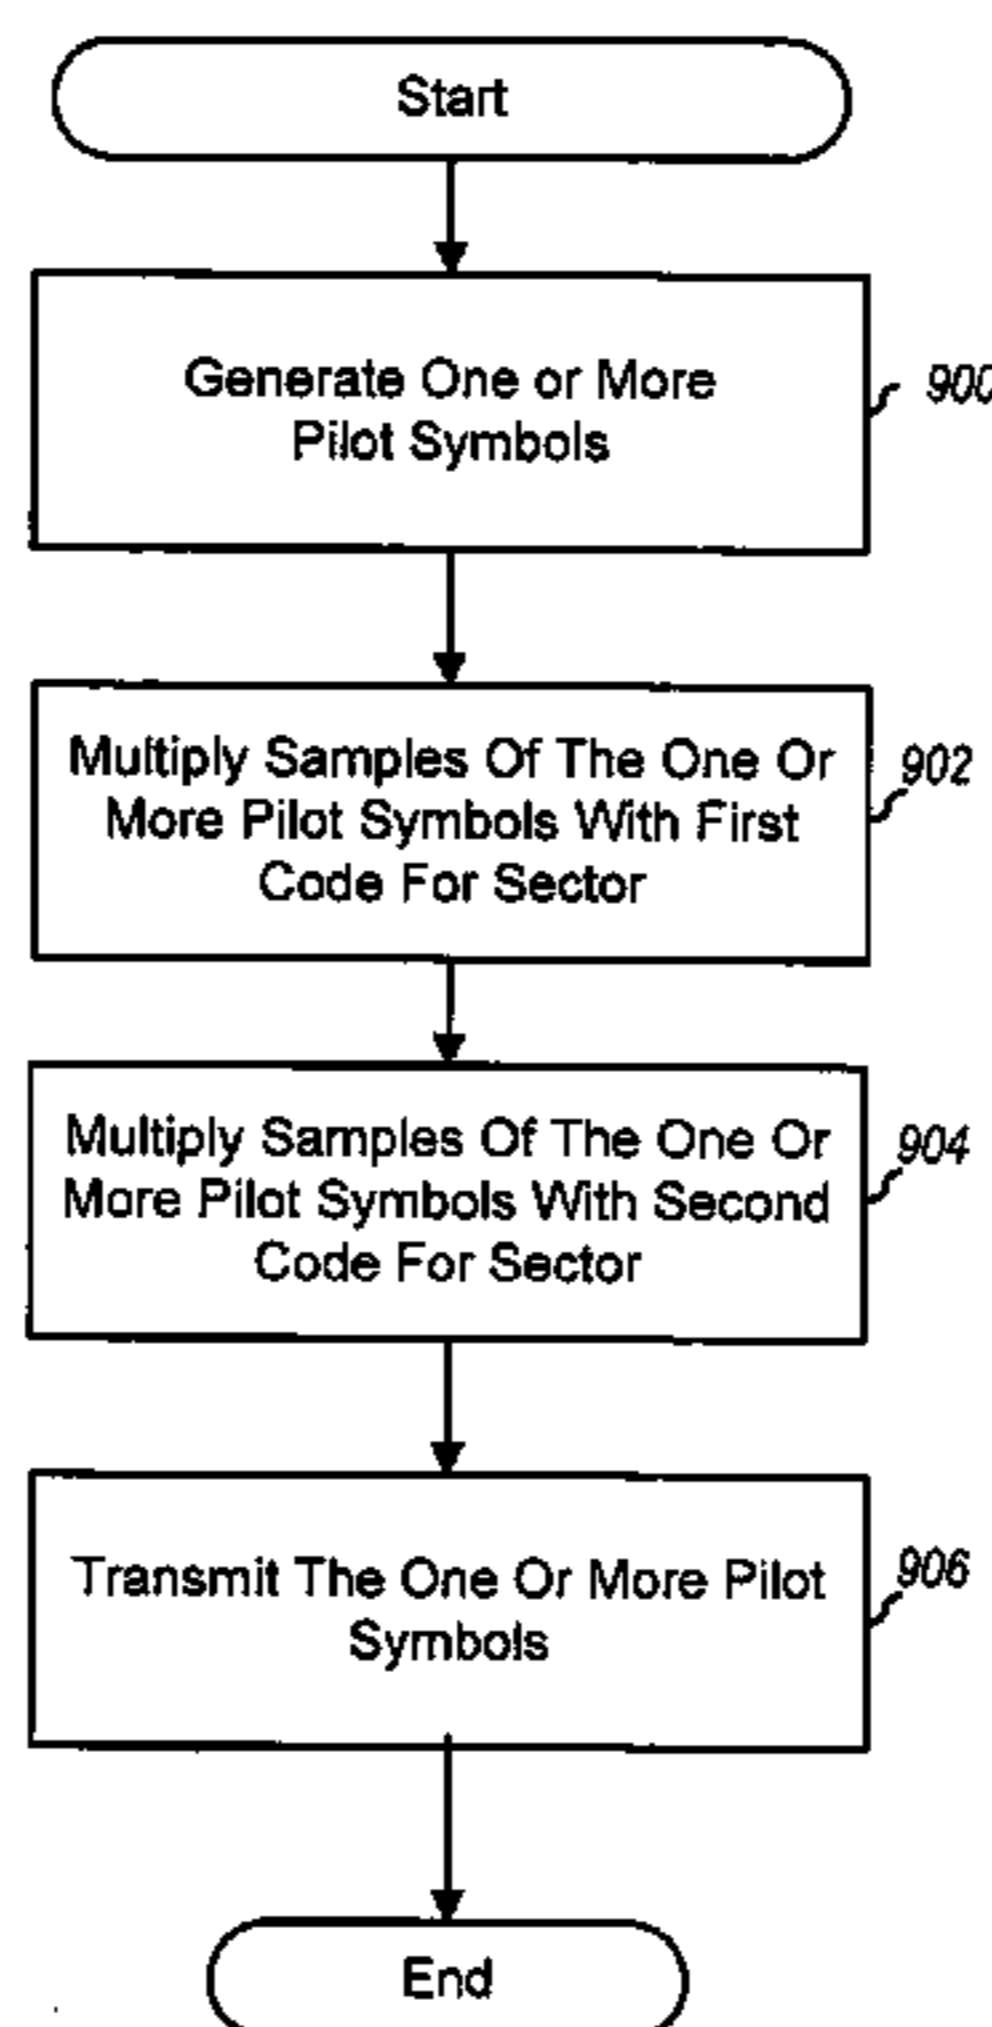 Start
Generate One or More
Pilot Symbols
900
Multiply Samples Of The One Or
More Pilot Symbols With First
Code For Sector
902
Multiply Samples Of The One Or
More Pilot Symbols With Second
Code For Sector
904
Transmit The One Or More Pilot
Symbols
906
End